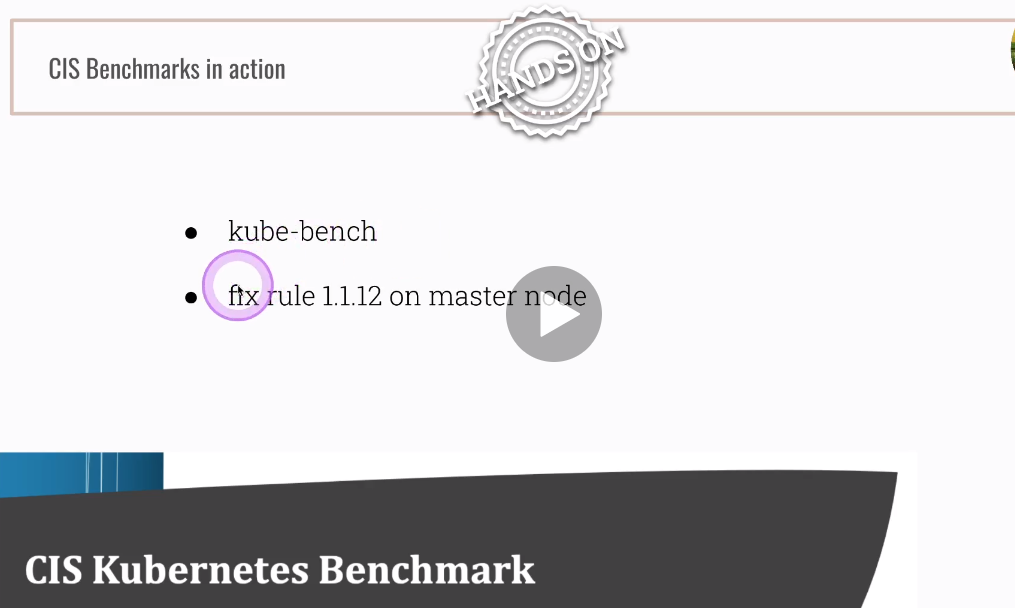 CIS Benchmarks in action
HANDS ON
kube-bench
fix rule 1.1.12 on master node
CIS Kubernetes Benchmark